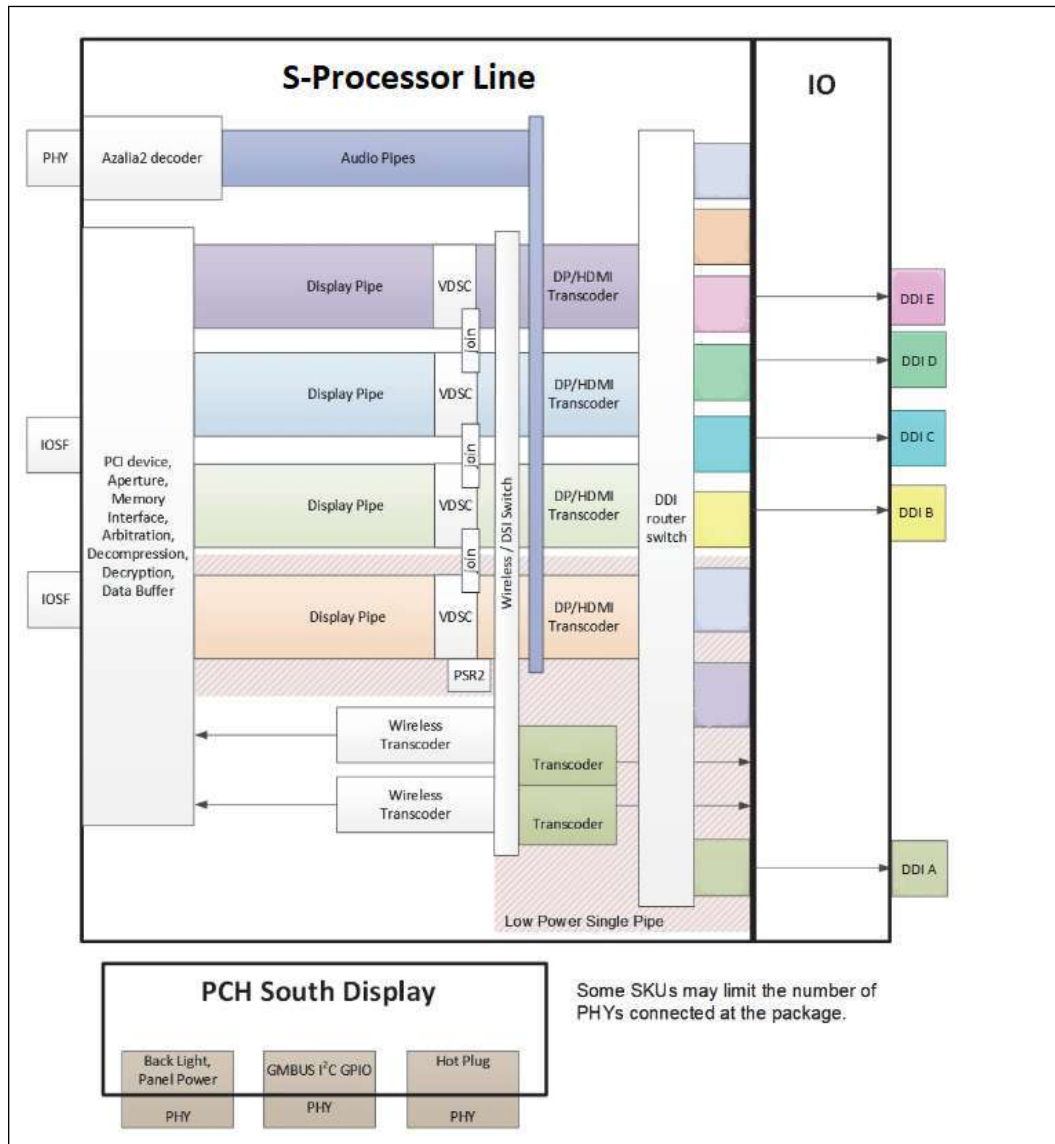 S-Processor Line
IO
PHY
Azalia2 decoder
Audio Pipes
Display Pipe
VDSC
DP/HDMI
Transcoder
DDI E
join
DDI D
Display Pipe
VDSC
DP/HDMI
Transcoder
IOSF
join
DDI C
PCI device,
Aperture,
Memory
Interface,
Arbitration,
Decompression,
Decryption,
Data Buffer
Display Pipe
VDSC
Wireless / DSI Switch
DP/HDMI
Transcoder
DDI
router
switch
DDI B
join
IOSF
Display Pipe
VDSC
DP/HDMI
Transcoder
PSR2
Wireless
Transcoder
Transcoder
Wireless
Transcoder
Transcoder
DDI A
Low Power Single Pipe
PCH South Display
Some SKUs may limit the number of
PHYs connected at the package.
Back Light,
Panel Power
PHY
GMBUS I²C GPIO
PHY
Hot Plug
PHY